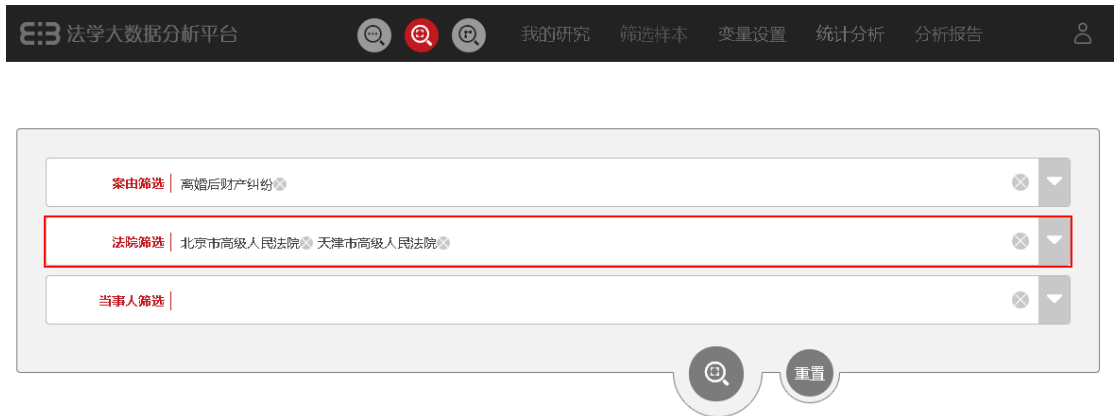 法学大数据分析平台 我的研究 筛选样本 变量设置 统计分析 分析报告
案由筛选 离婚后财产纠纷
法院筛选 北京市高级人民法院 天津市高级人民法院
当事人筛选
重置